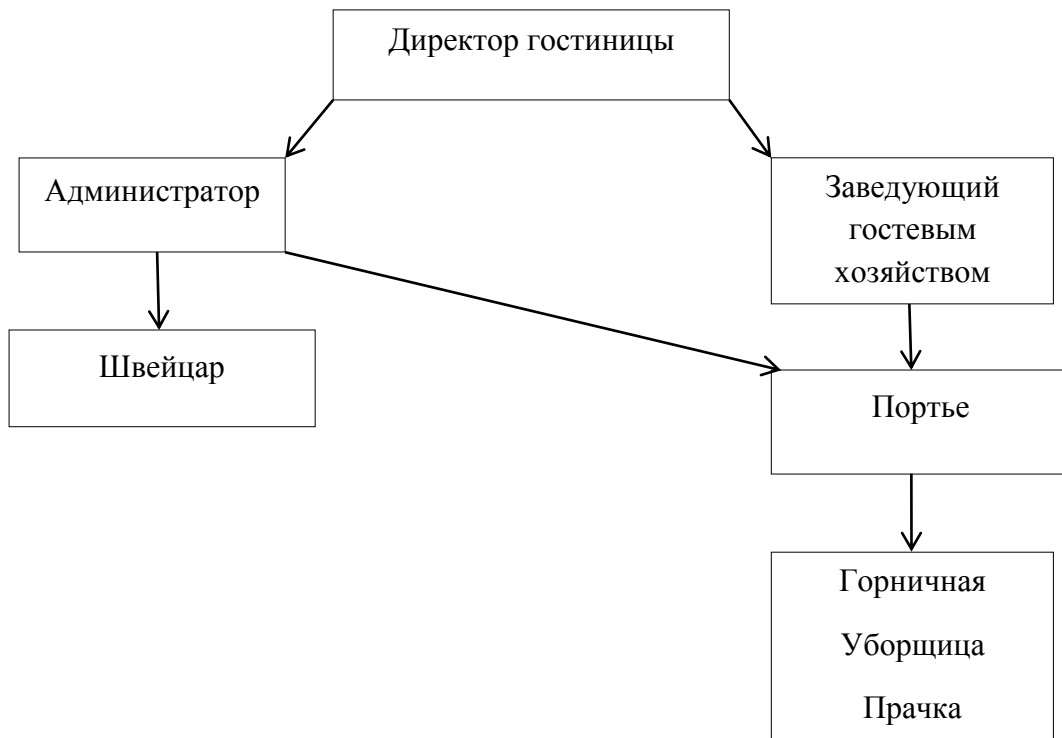 Директор гостиницы
Администратор
Заведующий
гостевым
хозяйством
Швейцар
Портье
Горничная
Уборщица
Прачка